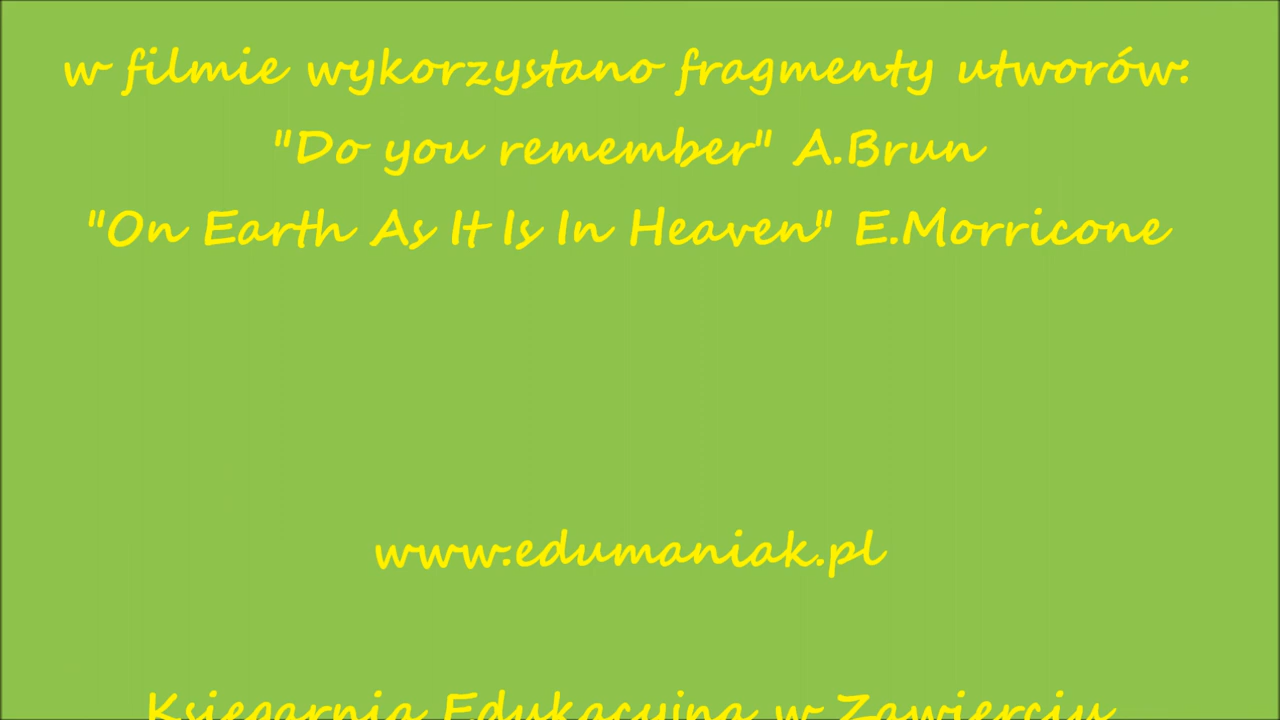 w filmie wykorzystano fragmenty utworów:
"Do you remember" A.Brun
"On Earth As It Is In Heaven" E.Morricone
www.edumaniak.pl
Księgarnia Edukacyjna w Zawierciu